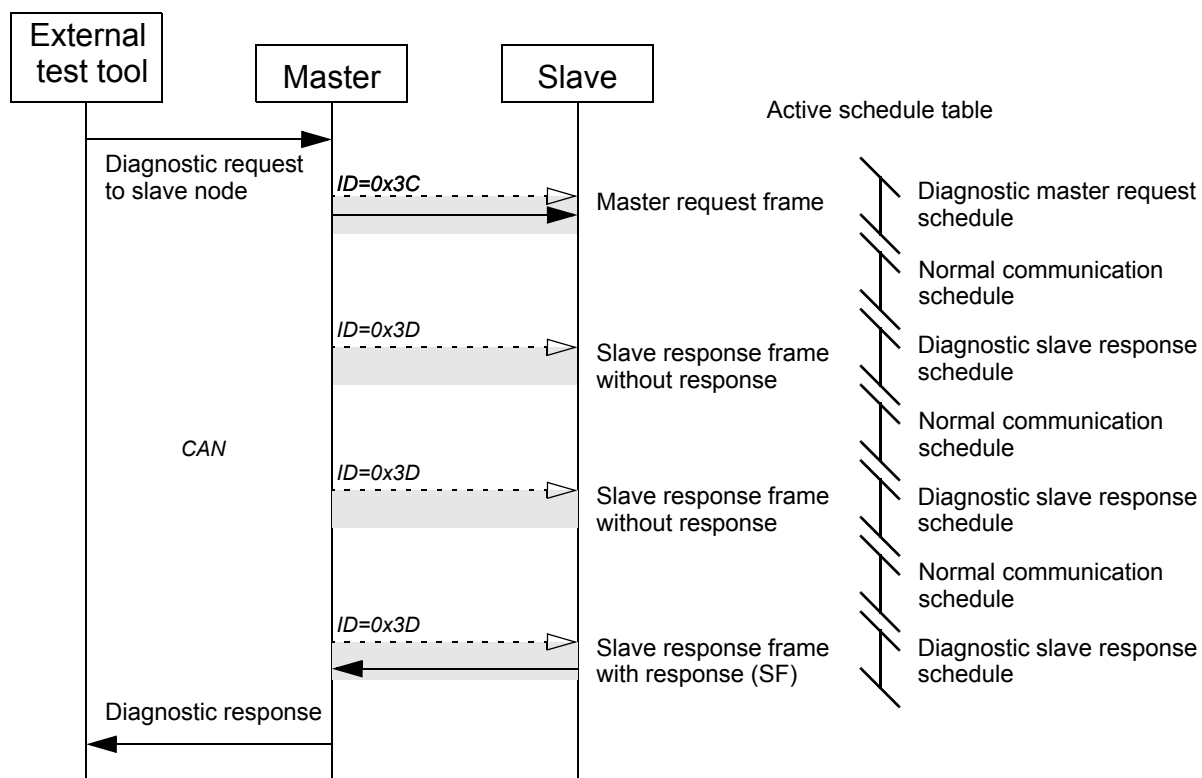 External
test tool
Master
Slave
Active schedule table
Diagnostic request
to slave node
ID=0x3C
Master request frame
Diagnostic master request
schedule
Normal communication
schedule
ID=0x3D
Slave response frame
without response
Diagnostic slave response
schedule
Normal communication
schedule
CAN
ID=0x3D
Slave response frame
without response
Diagnostic slave response
schedule
Normal communication
schedule
ID=0x3D
Slave response frame
with response (SF)
Diagnostic slave response
schedule
Diagnostic response